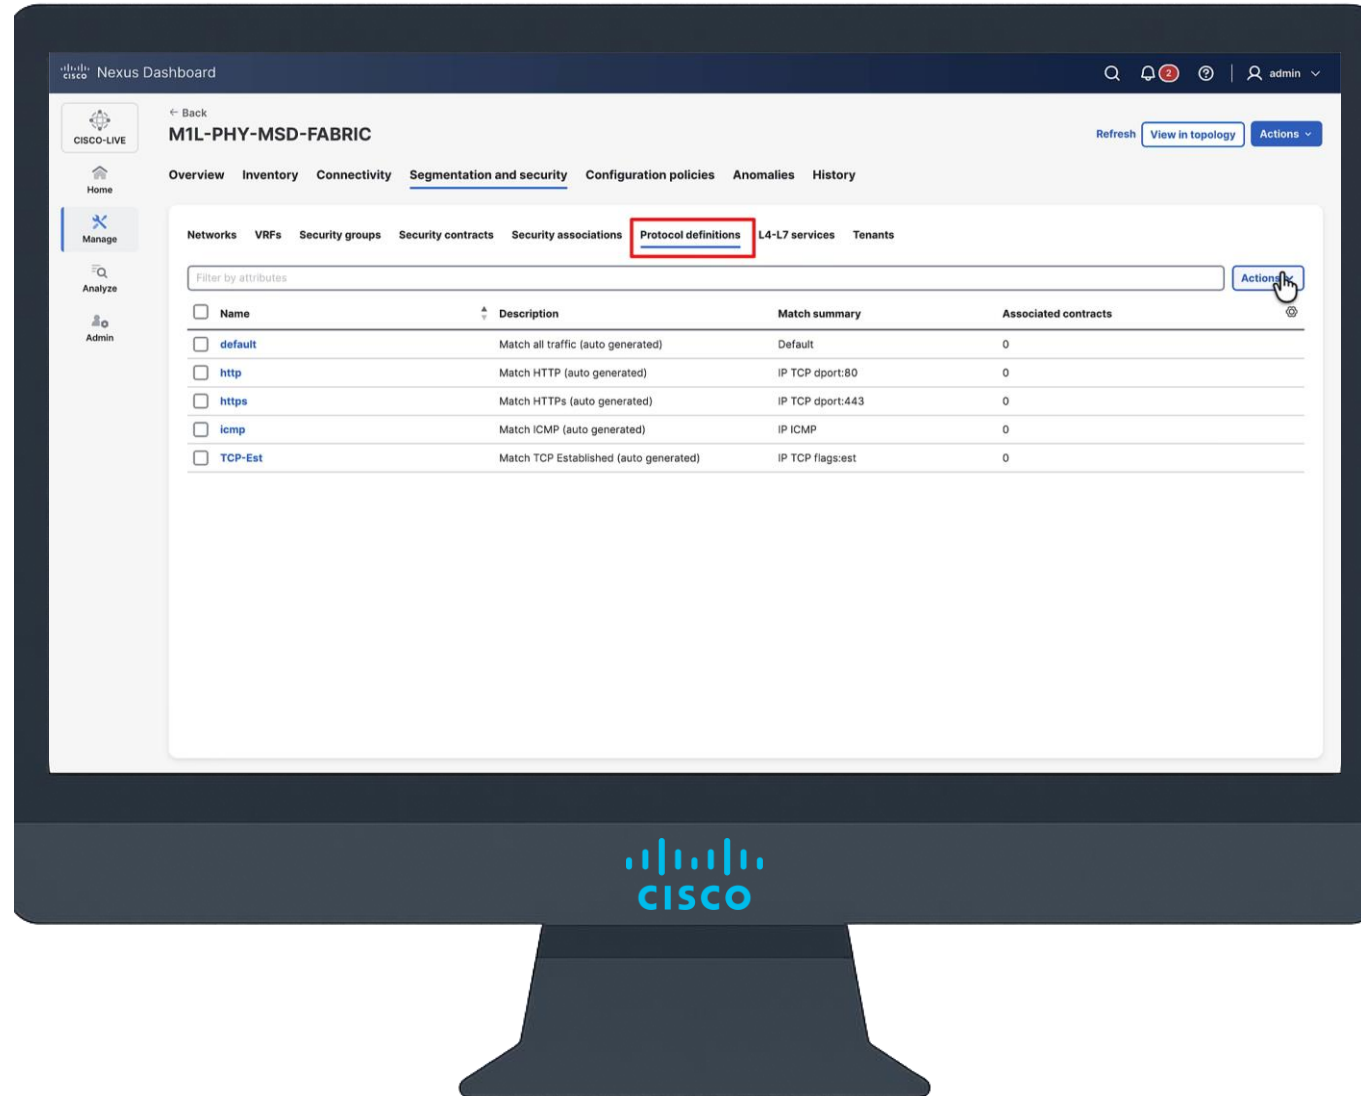 cisco Nexus Dashboard
2
admin
CISCO-LIVE
Home
Manage
Analyze
Admin
← Back
M1L-PHY-MSD-FABRIC
Refresh View in topology Actions
Overview Inventory Connectivity Segmentation and security Configuration policies Anomalies History
Networks VRFs Security groups Security contracts Security associations Protocol definitions L4-L7 services Tenants
Filter by attributes Actions
Name Description Match summary Associated contracts
default Match all traffic (auto generated) Default 0
http Match HTTP (auto generated) IP TCP dport:80 0
https Match HTTPs (auto generated) IP TCP dport:443 0
icmp Match ICMP (auto generated) IP ICMP 0
TCP-Est Match TCP Established (auto generated) IP TCP flags:est 0
CISCO